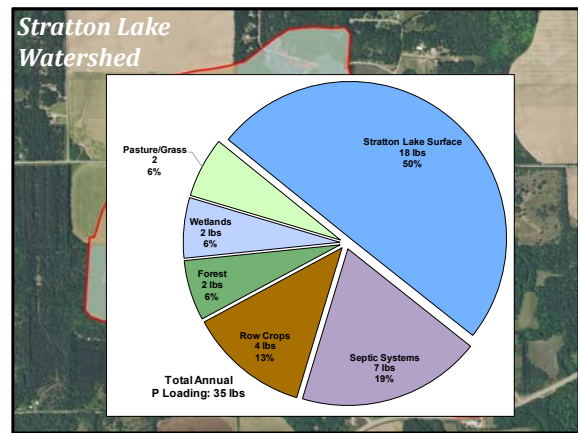 Stratton Lake
Watershed
Stratton Lake Surface
18 lbs
50%
Pasture/Grass
2
6%
Wetlands
2 lbs
6%
Forest
2 lbs
6%
Row Crops
4 lbs
13%
Septic Systems
7 lbs
19%
Total Annual
P Loading: 35 lbs